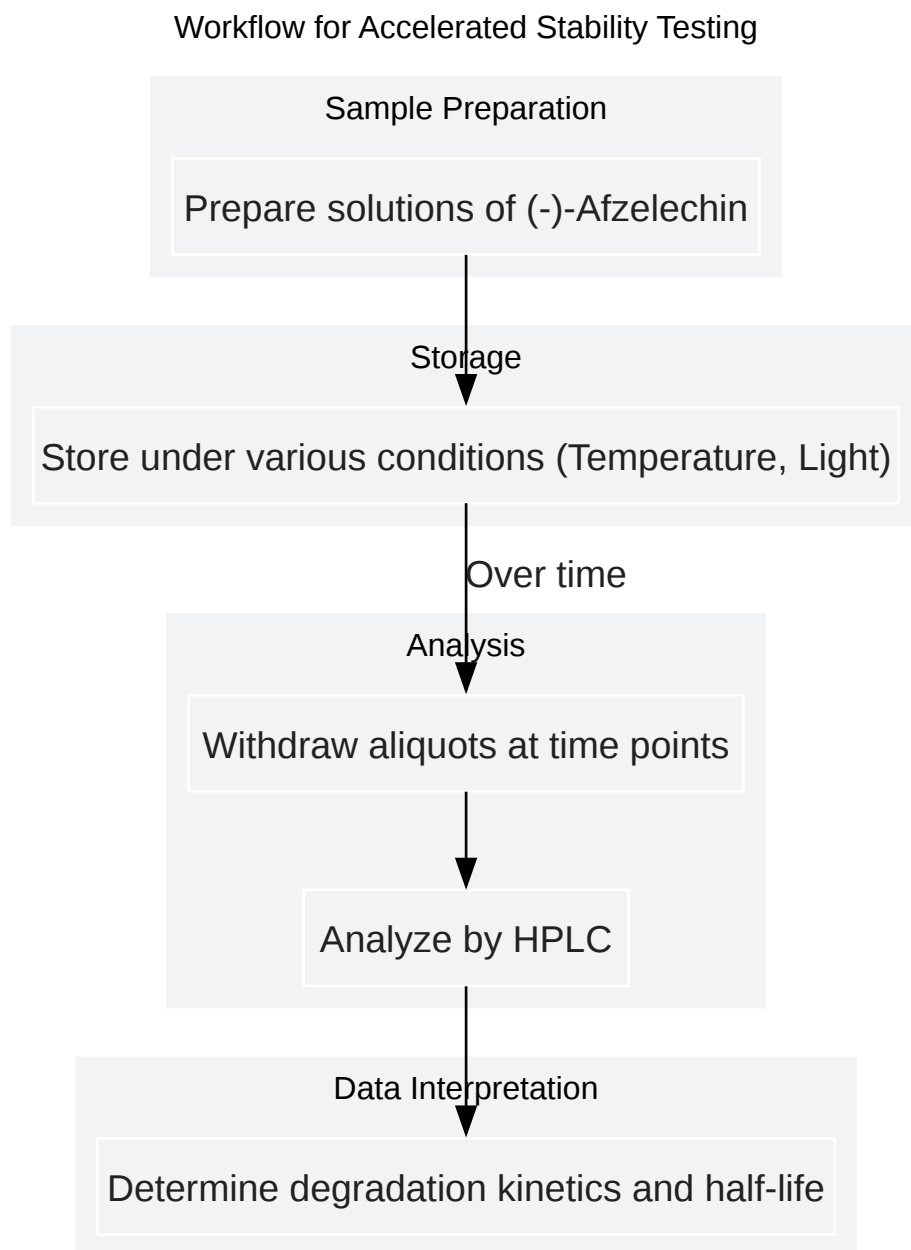 Workflow for Accelerated Stability Testing
Sample Preparation
Prepare solutions of (-)-Afzelechin
Storage
Store under various conditions (Temperature, Light)
Over time
Analysis
Withdraw aliquots at time points
Analyze by HPLC
Data Interpretation
Determine degradation kinetics and half-life